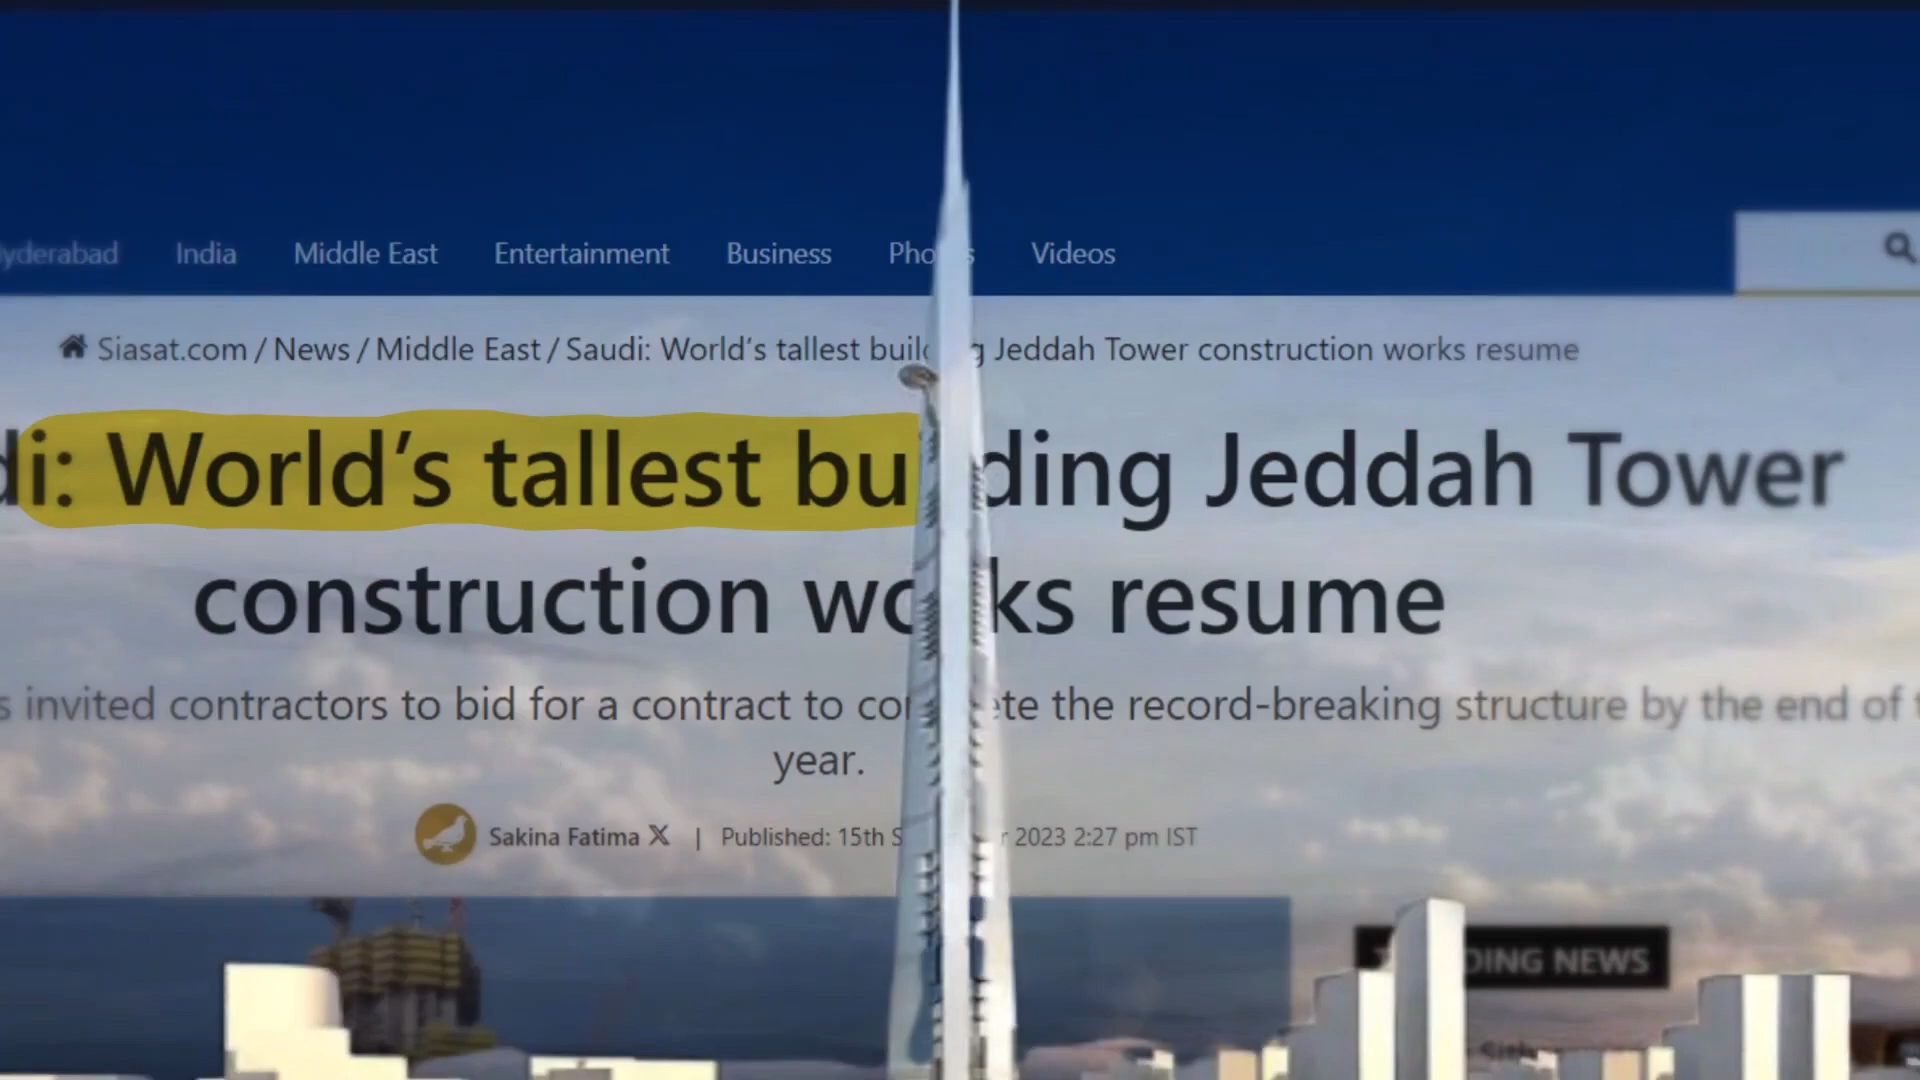 yderabad India Middle East Entertainment Business Pho s Videos
Siasat.com / News / Middle East / Saudi: World's tallest buil g Jeddah Tower construction works resume
di: World's tallest bu ding Jeddah Tower
construction wo ks resume
s invited contractors to bid for a contract to co ete the record-breaking structure by the end of t
year.
Sakina Fatima X | Published: 15th S r 2023 2:27 pm IST
T DING NEWS